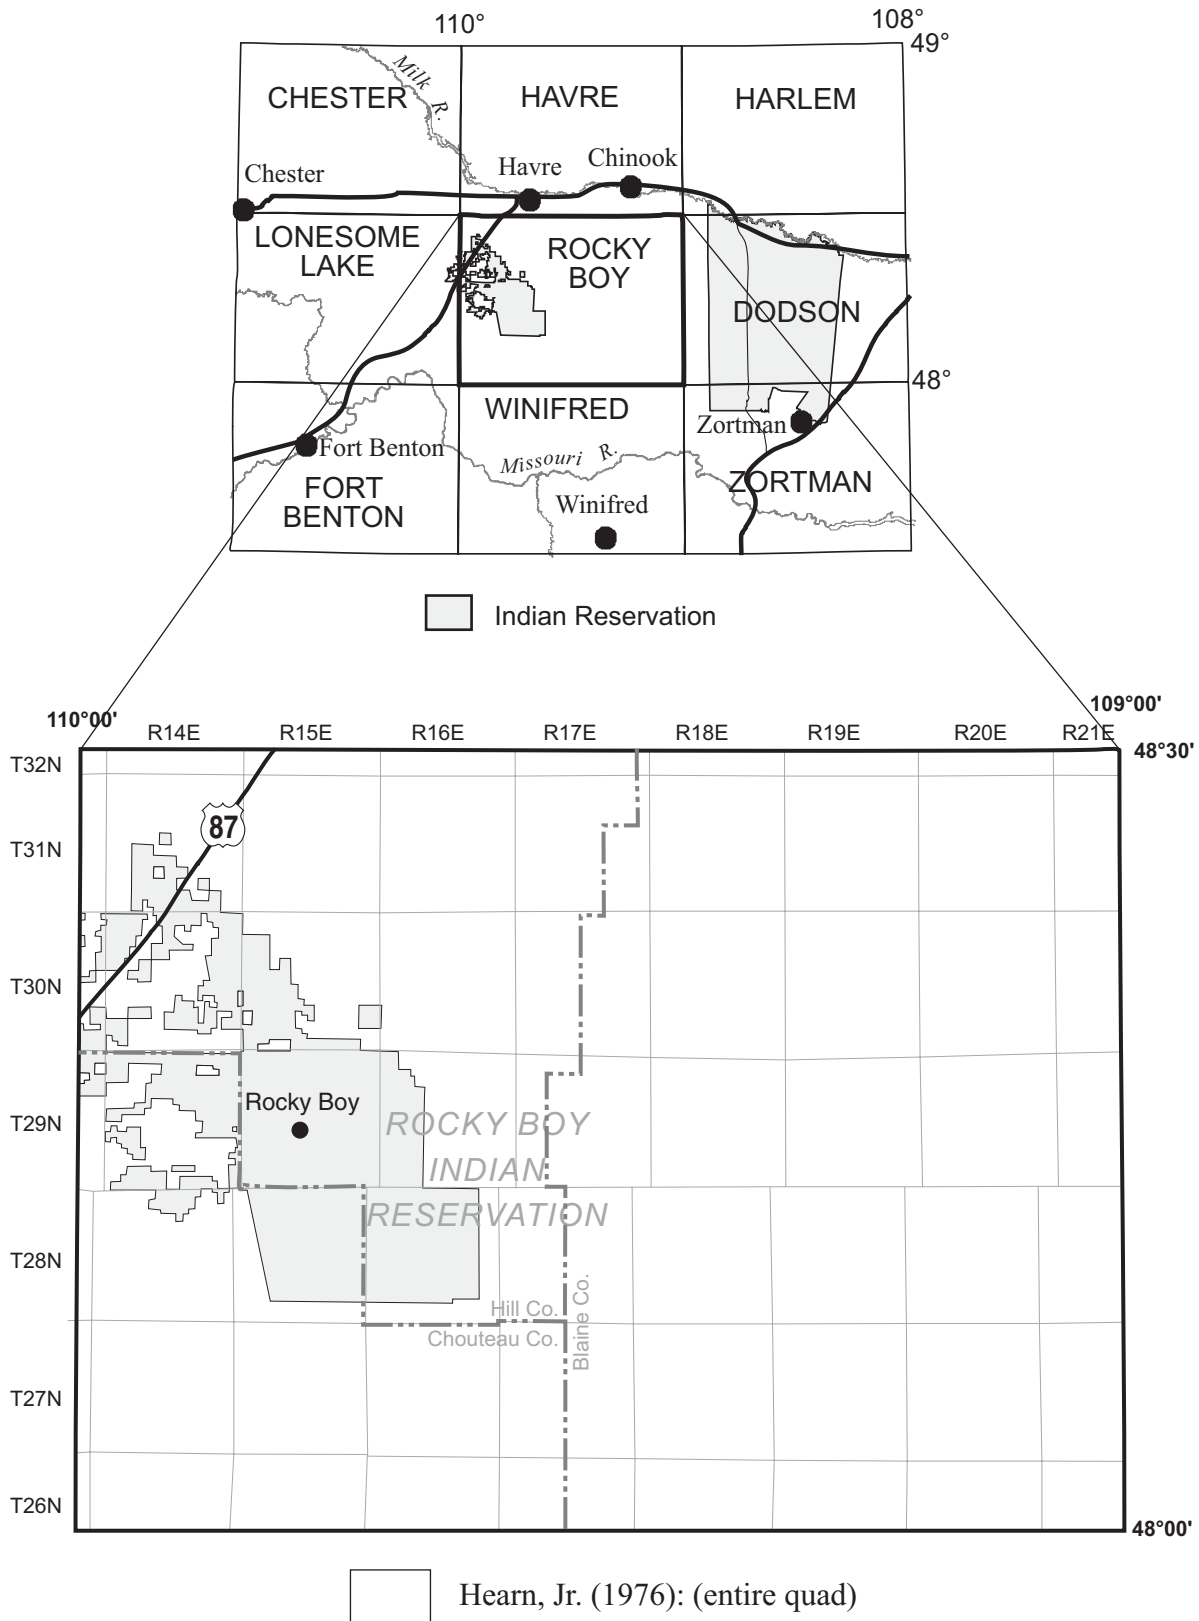 110°
108°
49°
Milk R.
CHESTER
HAVRE
HARLEM
Chester
Havre
Chinook
LONESOME
LAKE
ROCKY
BOY
DODSON
48°
WINIFRED
Zortman
Fort Benton
Missouri R.
ZORTMAN
FORT
BENTON
Winifred
Indian Reservation
110°00'
109°00'
R14E
R15E
R16E
R17E
R18E
R19E
R20E
R21E
48°30'
T32N
87
T31N
T30N
Rocky Boy
T29N
ROCKY BOY
INDIAN
RESERVATION
T28N
Hill Co.
Chouteau Co.
Blaine Co.
T27N
T26N
48°00'
Hearn, Jr. (1976): (entire quad)